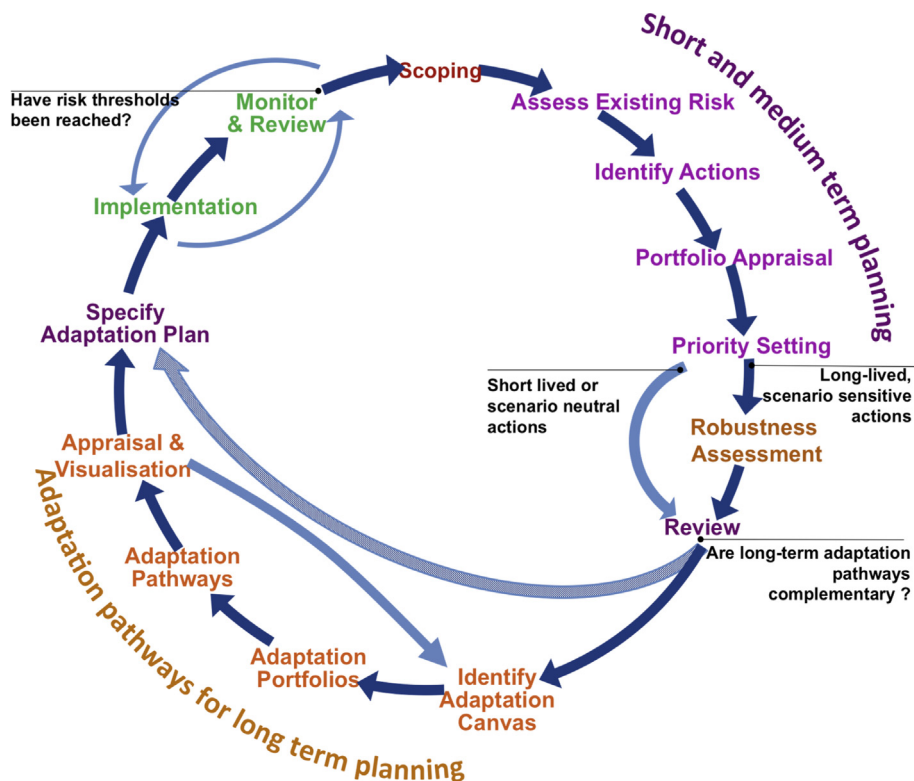 Scoping
Short and medium term planning
Assess Existing Risk
Identify Actions
Portfolio Appraisal
Priority Setting
Short lived or
scenario neutral
actions
Long-lived,
scenario sensitive
actions
Robustness
Assessment
Review
Are long-term adaptation
pathways
complementary ?
Identify
Adaptation
Canvas
Adaptation
Portfolios
Adaptation
Pathways
Appraisal &
Visualisation
Adaptation pathways for long term planning
Specify
Adaptation Plan
Implementation
Monitor
& Review
Have risk thresholds
been reached?